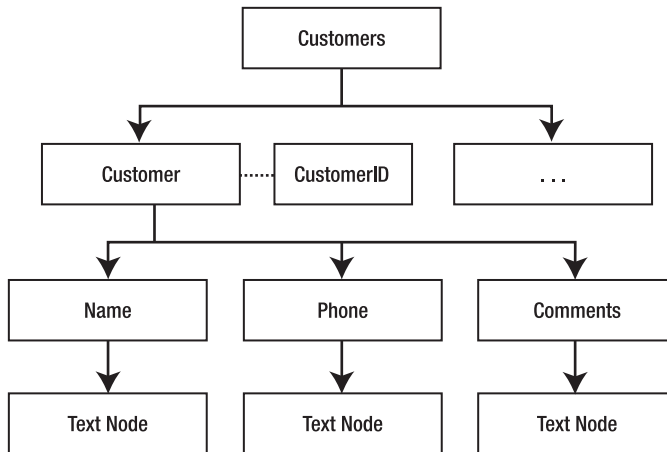 Customers
Customer
CustomerID
...
Name
Phone
Comments
Text Node
Text Node
Text Node